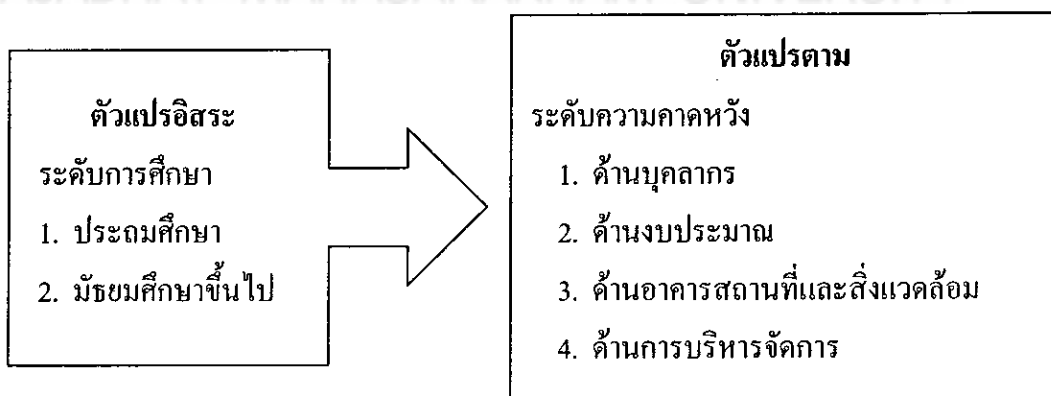 ตัวแปรอิสระ
ระดับการศึกษา
1. ประถมศึกษา
2. มัธยมศึกษาขึ้นไป
ตัวแปรตาม
ระดับความคาดหวัง
1. ด้านบุคลากร
2. ด้านงบประมาณ
3. ด้านอาคารสถานที่และสิ่งแวดล้อม
4. ด้านการบริหารจัดการ